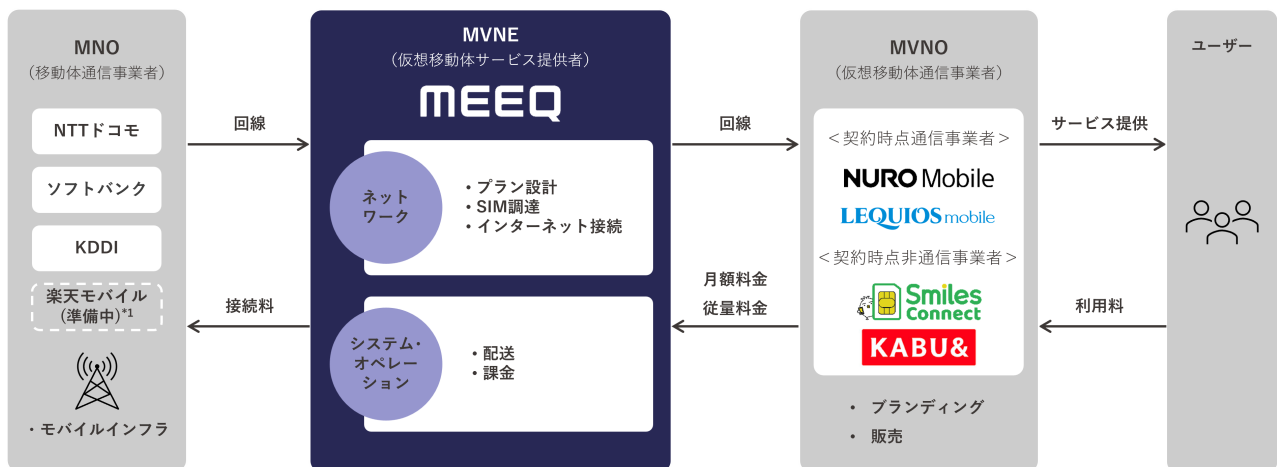 MNO
（移動体通信事業者）
NTTドコモ
ソフトバンク
KDDI
楽天モバイル
(準備中)*1
・モバイルインフラ
回線
接続料
MVNE
（仮想移動体サービス提供者）
MEEQ
ネット
ワーク
・プラン設計
・SIM調達
・インターネット接続
システム・
オペレー
ション
・配送
・課金
回線
月額料金
従量料金
MVNO
（仮想移動体通信事業者）
＜契約時点通信事業者＞
NURO Mobile
LEQUIOS mobile
＜契約時点非通信事業者＞
Smiles
Connect
KABU&
・ ブランディング
・ 販売
サービス提供
利用料
ユーザー